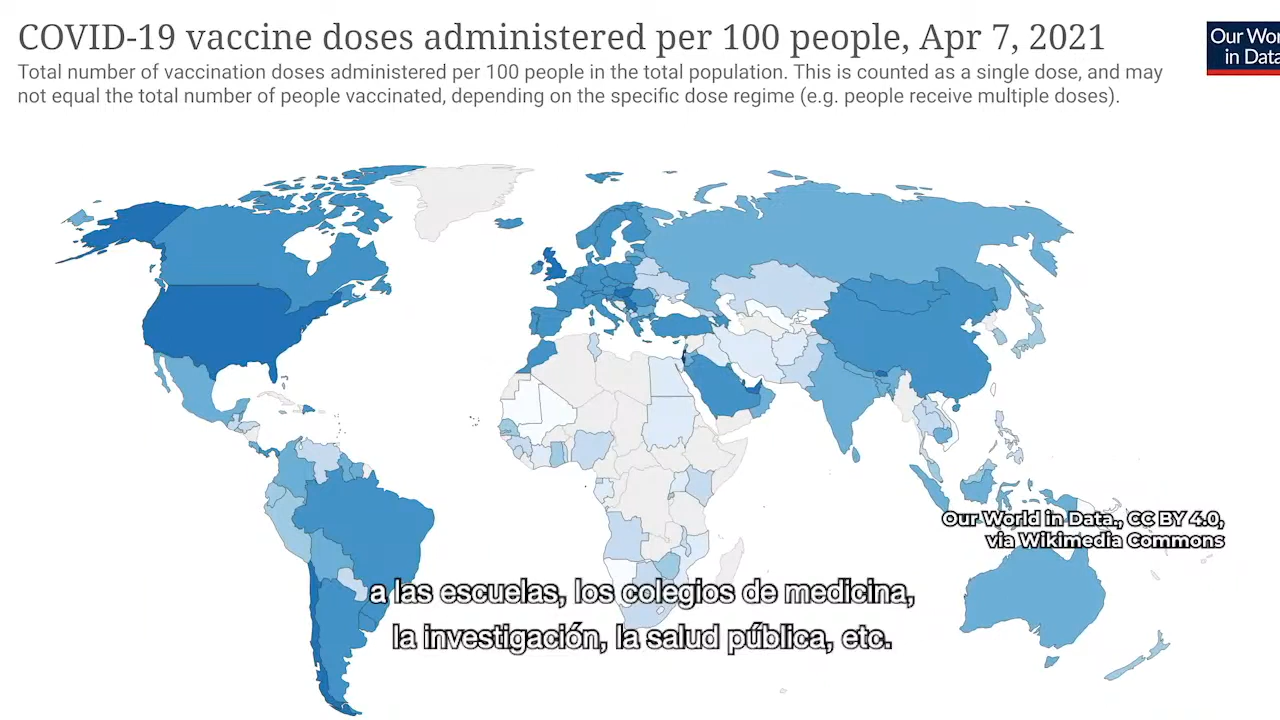 COVID-19 vaccine doses administered per 100 people, Apr 7, 2021
Total number of vaccination doses administered per 100 people in the total population. This is counted as a single dose, and may
not equal the total number of people vaccinated, depending on the specific dose regime (e.g. people receive multiple doses).
Our Wor
in Data
Our World in Data., CC BY 4.0,
via Wikimedia Commons
a las escuelas, los colegios de medicina,
la investigación, la salud pública, etc.